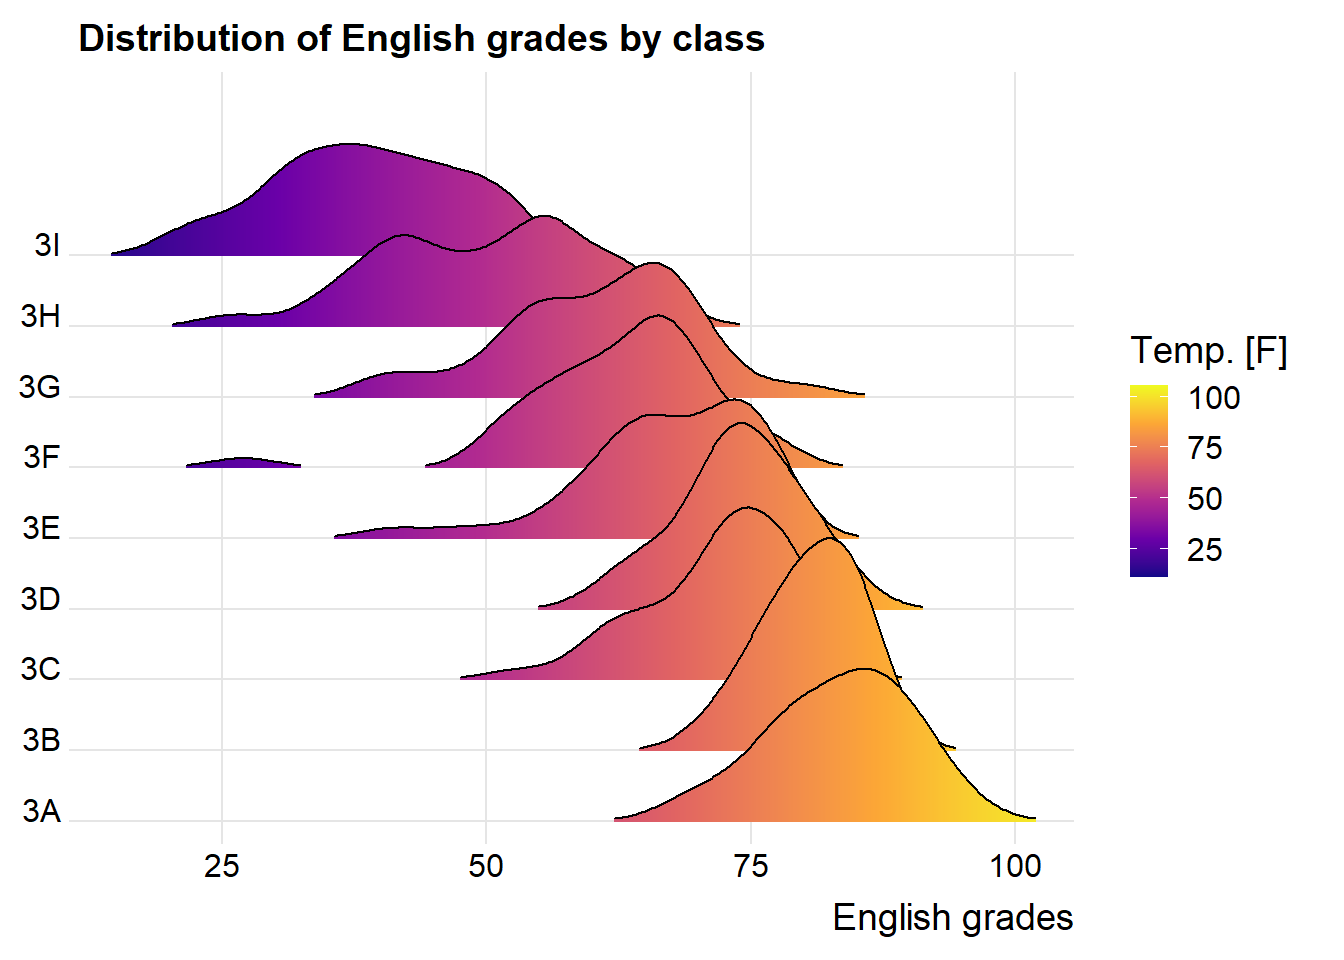 Distribution of English grades by class
3I
3H
3G
3F
3E
3D
3C
3B
3A
25 50 75 100
English grades
Temp. [F]
100
75
50
25